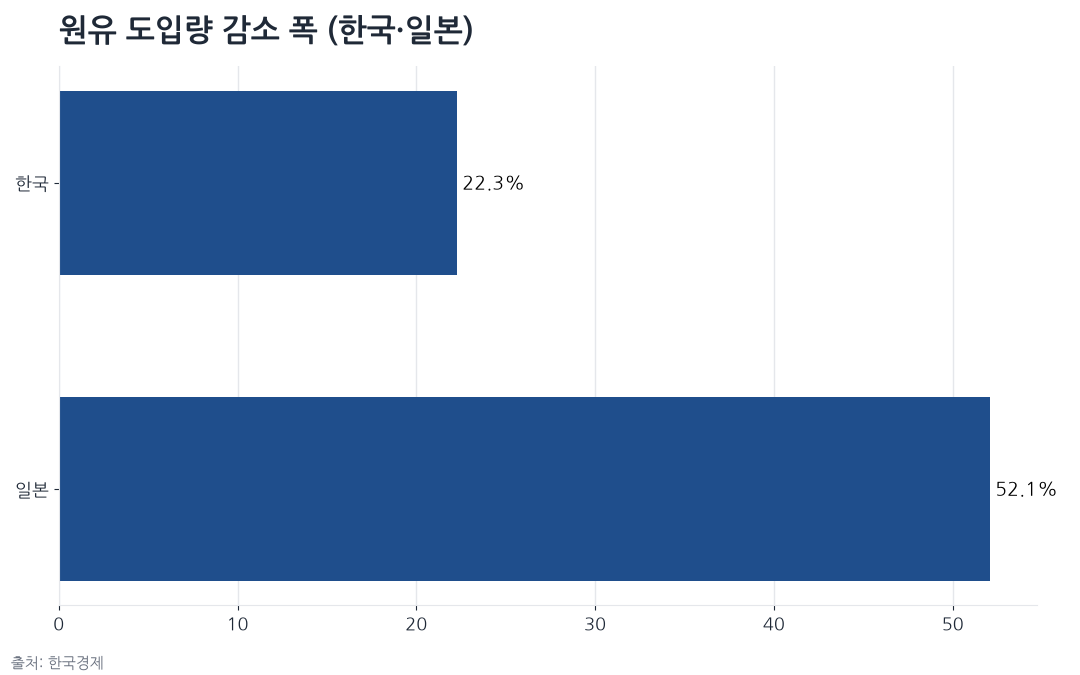 원유 도입량 감소 폭 (한국·일본)
한국
22.3%
일본
52.1%
0 10 20 30 40 50
출처: 한국경제